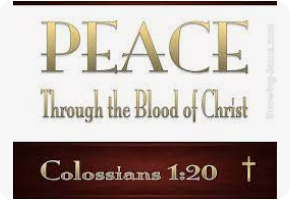 PEACE
Through the Blood of Christ
Colossians 1:20